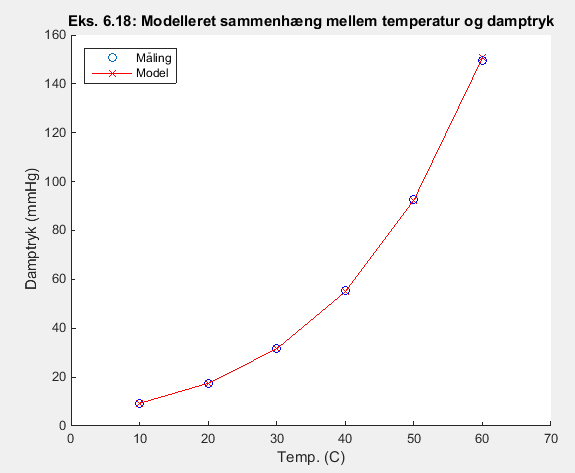 Eks. 6.18: Modelleret sammenhæng mellem temperatur og damptryk
160
140
120
100
80
60
40
20
0
Måling
Model
Damptryk (mmHg)
0 10 20 30 40 50 60 70
Temp. (C)